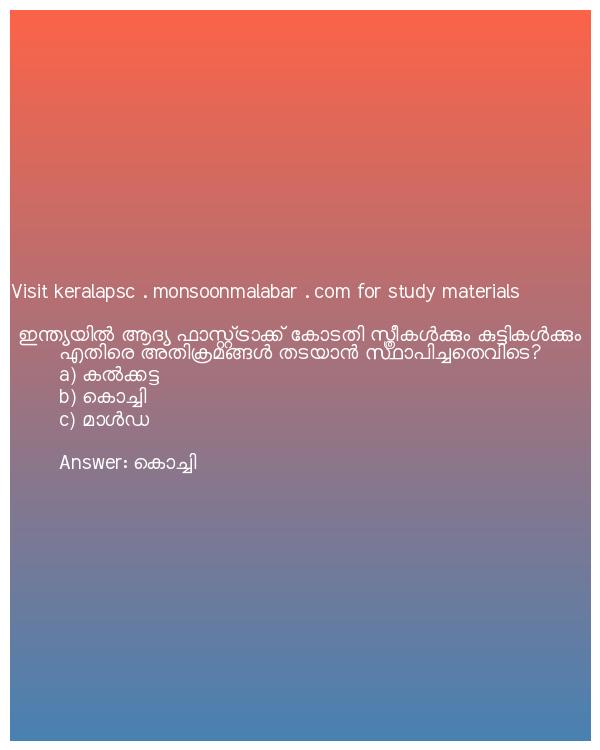 Visit keralapsc . monsoonmalabar . com for study materials
ഇന്ത്യയിൽ ആദ്യ ഫാസ്റ്റ്ട്രാക്ക് കോടതി സ്ത്രീകൾക്കും കുട്ടികൾക്കും
എതിരെ അതിക്രമങ്ങൾ തടയാൻ സ്ഥാപിച്ചതെവിടെ?
a) കൽക്കട്ട
b) കൊച്ചി
c) മാൾഡ
Answer: കൊച്ചി